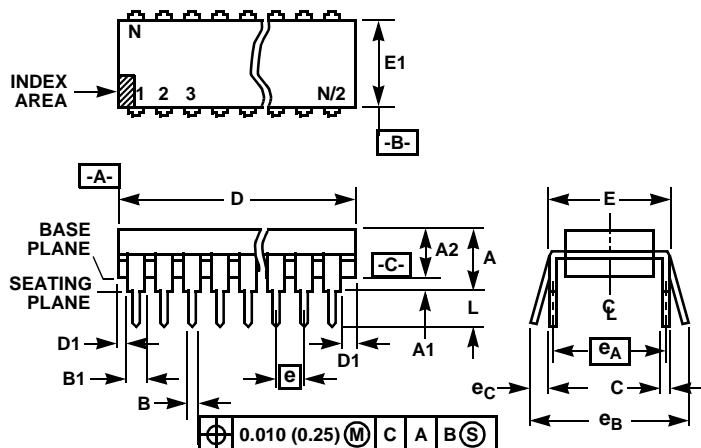 N
E1
INDEX
AREA
1 2 3 N/2
-B-
-A-
D
E
BASE
PLANE
A2
A
-C-
SEATING
PLANE
L
C
L
D1
A1
D1
e
eA
B1
eC
C
B
eB
⌖ 0.010 (0.25) Ⓜ C A B Ⓢ